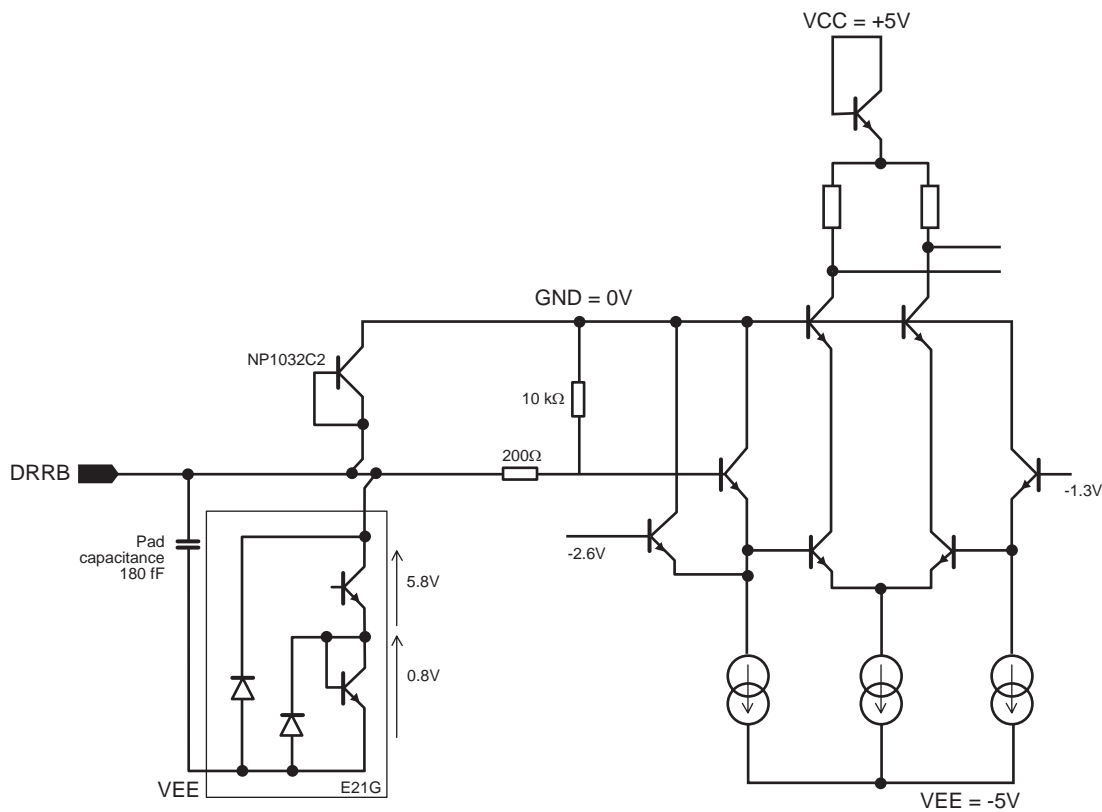 VCC = +5V
GND = 0V
NP1032C2
10 kΩ
DRRB
200Ω
-1.3V
Pad
capacitance
180 fF
-2.6V
5.8V
0.8V
VEE
E21G
VEE = -5V